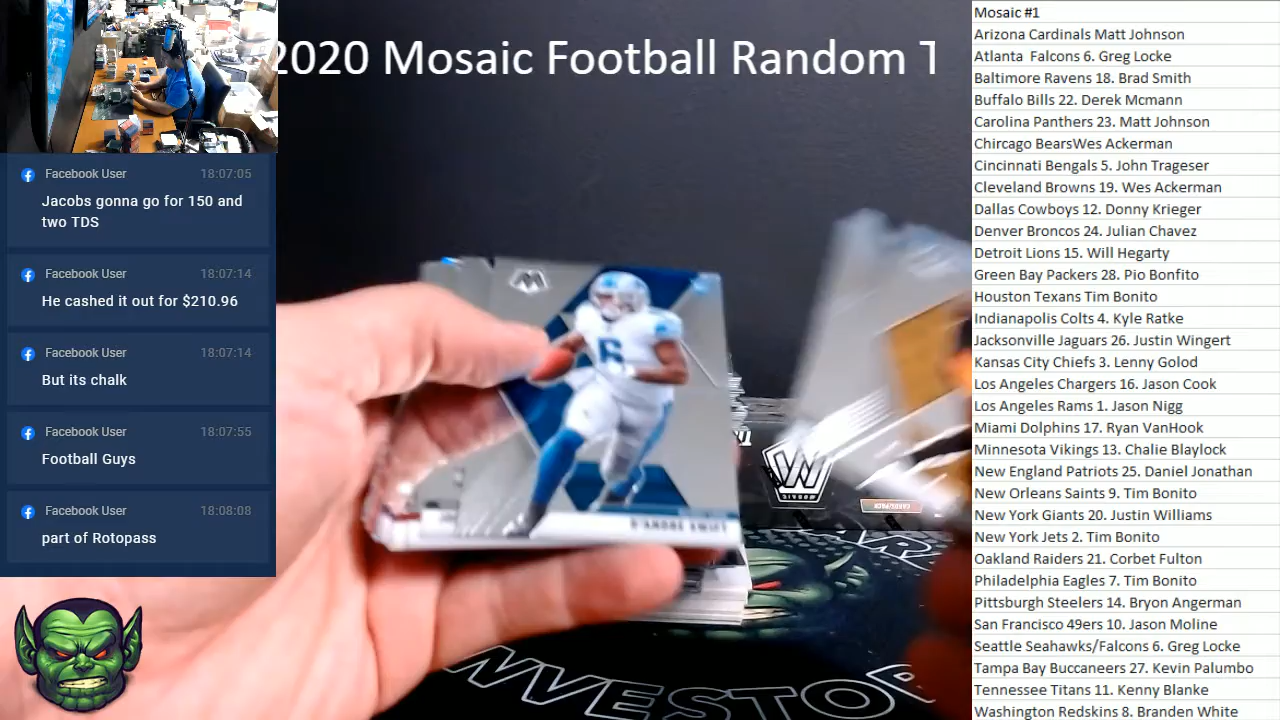 2020 Mosaic Football Random T
Facebook User 18:07:05
Jacobs gonna go for 150 and
two TDS
Facebook User 18:07:14
He cashed it out for $210.96
Facebook User 18:07:14
But its chalk
Facebook User 18:07:55
Football Guys
Facebook User 18:08:08
part of Rotopass
6
D'ANDRE SWIFT
MOSAIC
INVESTO
Mosaic #1
Arizona Cardinals Matt Johnson
Atlanta Falcons 6. Greg Locke
Baltimore Ravens 18. Brad Smith
Buffalo Bills 22. Derek Mcmann
Carolina Panthers 23. Matt Johnson
Chircago BearsWes Ackerman
Cincinnati Bengals 5. John Trageser
Cleveland Browns 19. Wes Ackerman
Dallas Cowboys 12. Donny Krieger
Denver Broncos 24. Julian Chavez
Detroit Lions 15. Will Hegarty
Green Bay Packers 28. Pio Bonfito
Houston Texans Tim Bonito
Indianapolis Colts 4. Kyle Ratke
Jacksonville Jaguars 26. Justin Wingert
Kansas City Chiefs 3. Lenny Golod
Los Angeles Chargers 16. Jason Cook
Los Angeles Rams 1. Jason Nigg
Miami Dolphins 17. Ryan VanHook
Minnesota Vikings 13. Chalie Blaylock
New England Patriots 25. Daniel Jonathan
New Orleans Saints 9. Tim Bonito
New York Giants 20. Justin Williams
New York Jets 2. Tim Bonito
Oakland Raiders 21. Corbet Fulton
Philadelphia Eagles 7. Tim Bonito
Pittsburgh Steelers 14. Bryon Angerman
San Francisco 49ers 10. Jason Moline
Seattle Seahawks/Falcons 6. Greg Locke
Tampa Bay Buccaneers 27. Kevin Palumbo
Tennessee Titans 11. Kenny Blanke
Washington Redskins 8. Branden White